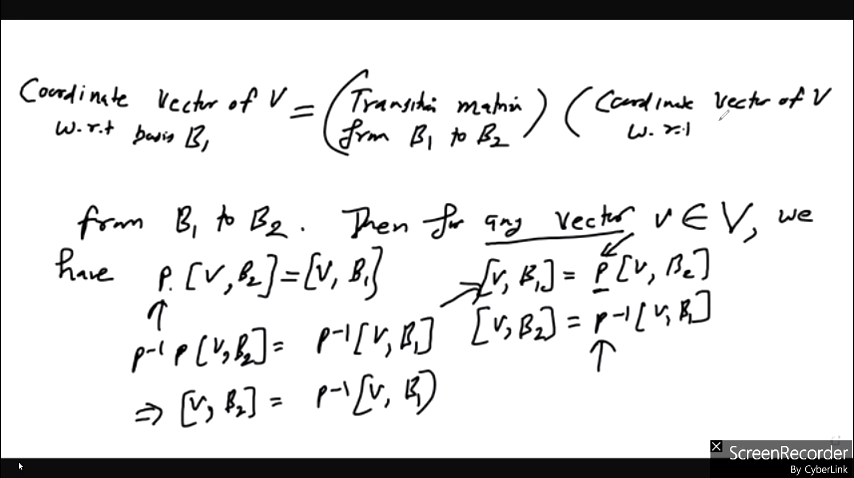 Coordinate vector of V = (Transition matrix) (Coordinate vector of V
w.r.t basis B₁ from B₁ to B₂ w.r.t
from B₁ to B₂. Then for any vector v ∈ V, we
have P. [V, B₂] = [V, B₁] [V, B₁] = P [V, B₂]
P⁻¹ P [V, B₂] = P⁻¹ [V, B₁] [V, B₂] = P⁻¹ [V, B₁]
⇒ [V, B₂] = P⁻¹ [V, B₁)
ScreenRecorder
By CyberLink